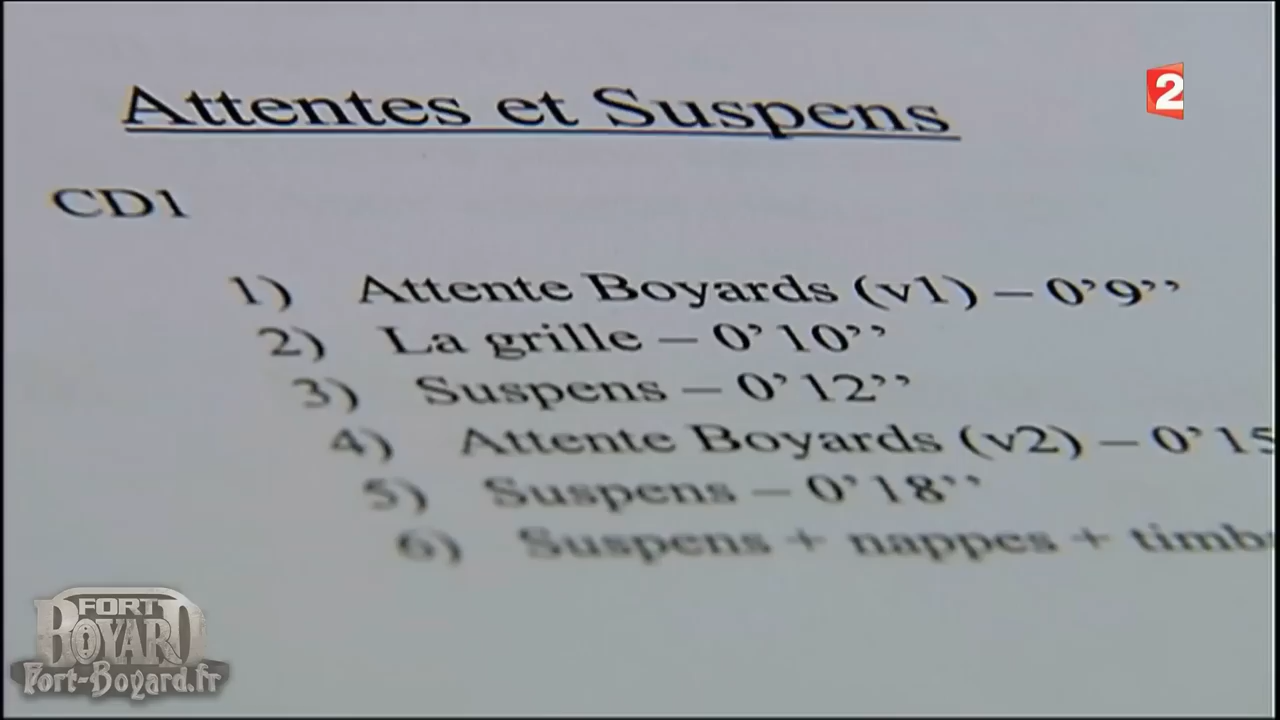 Attentes et Suspens
2
CD1
1) Attente Boyards (v1) – 0’9’’
2) La grille – 0’10’’
3) Suspens – 0’12’’
4) Attente Boyards (v2) – 0’15
5) Suspens – 0’18’’
6) Suspens + nappes +
FORT
BOYARD
Fort-Boyard.fr